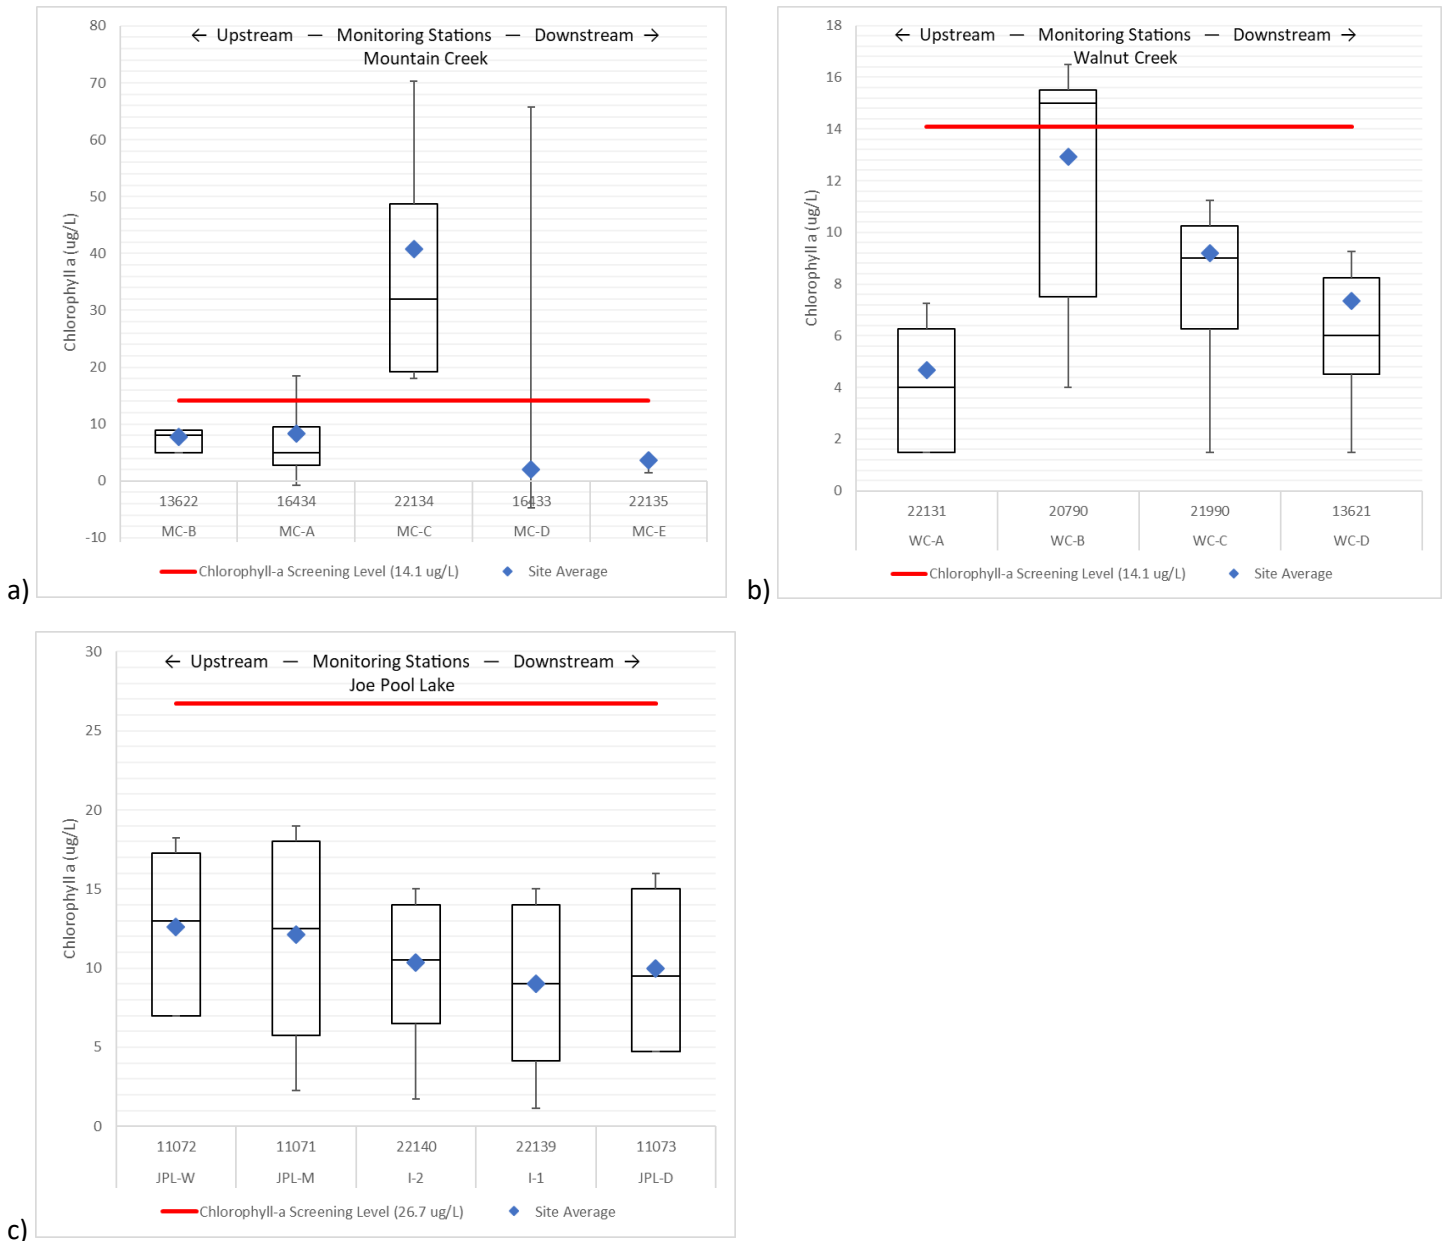 80
70
60
50
40
30
20
10
0
-10
Chlorophyll a (ug/L)
← Upstream — Monitoring Stations — Downstream →
Mountain Creek
13622 16434 22134 16433 22135
MC-B MC-A MC-C MC-D MC-E
Chlorophyll-a Screening Level (14.1 ug/L) Site Average
a)
18
16
14
12
10
8
6
4
2
0
Chlorophyll a (ug/L)
← Upstream — Monitoring Stations — Downstream →
Walnut Creek
22131 20790 21990 13621
WC-A WC-B WC-C WC-D
Chlorophyll-a Screening Level (14.1 ug/L) Site Average
b)
30
25
20
15
10
5
0
Chlorophyll a (ug/L)
← Upstream — Monitoring Stations — Downstream →
Joe Pool Lake
11072 11071 22140 22139 11073
JPL-W JPL-M I-2 I-1 JPL-D
Chlorophyll-a Screening Level (26.7 ug/L) Site Average
c)